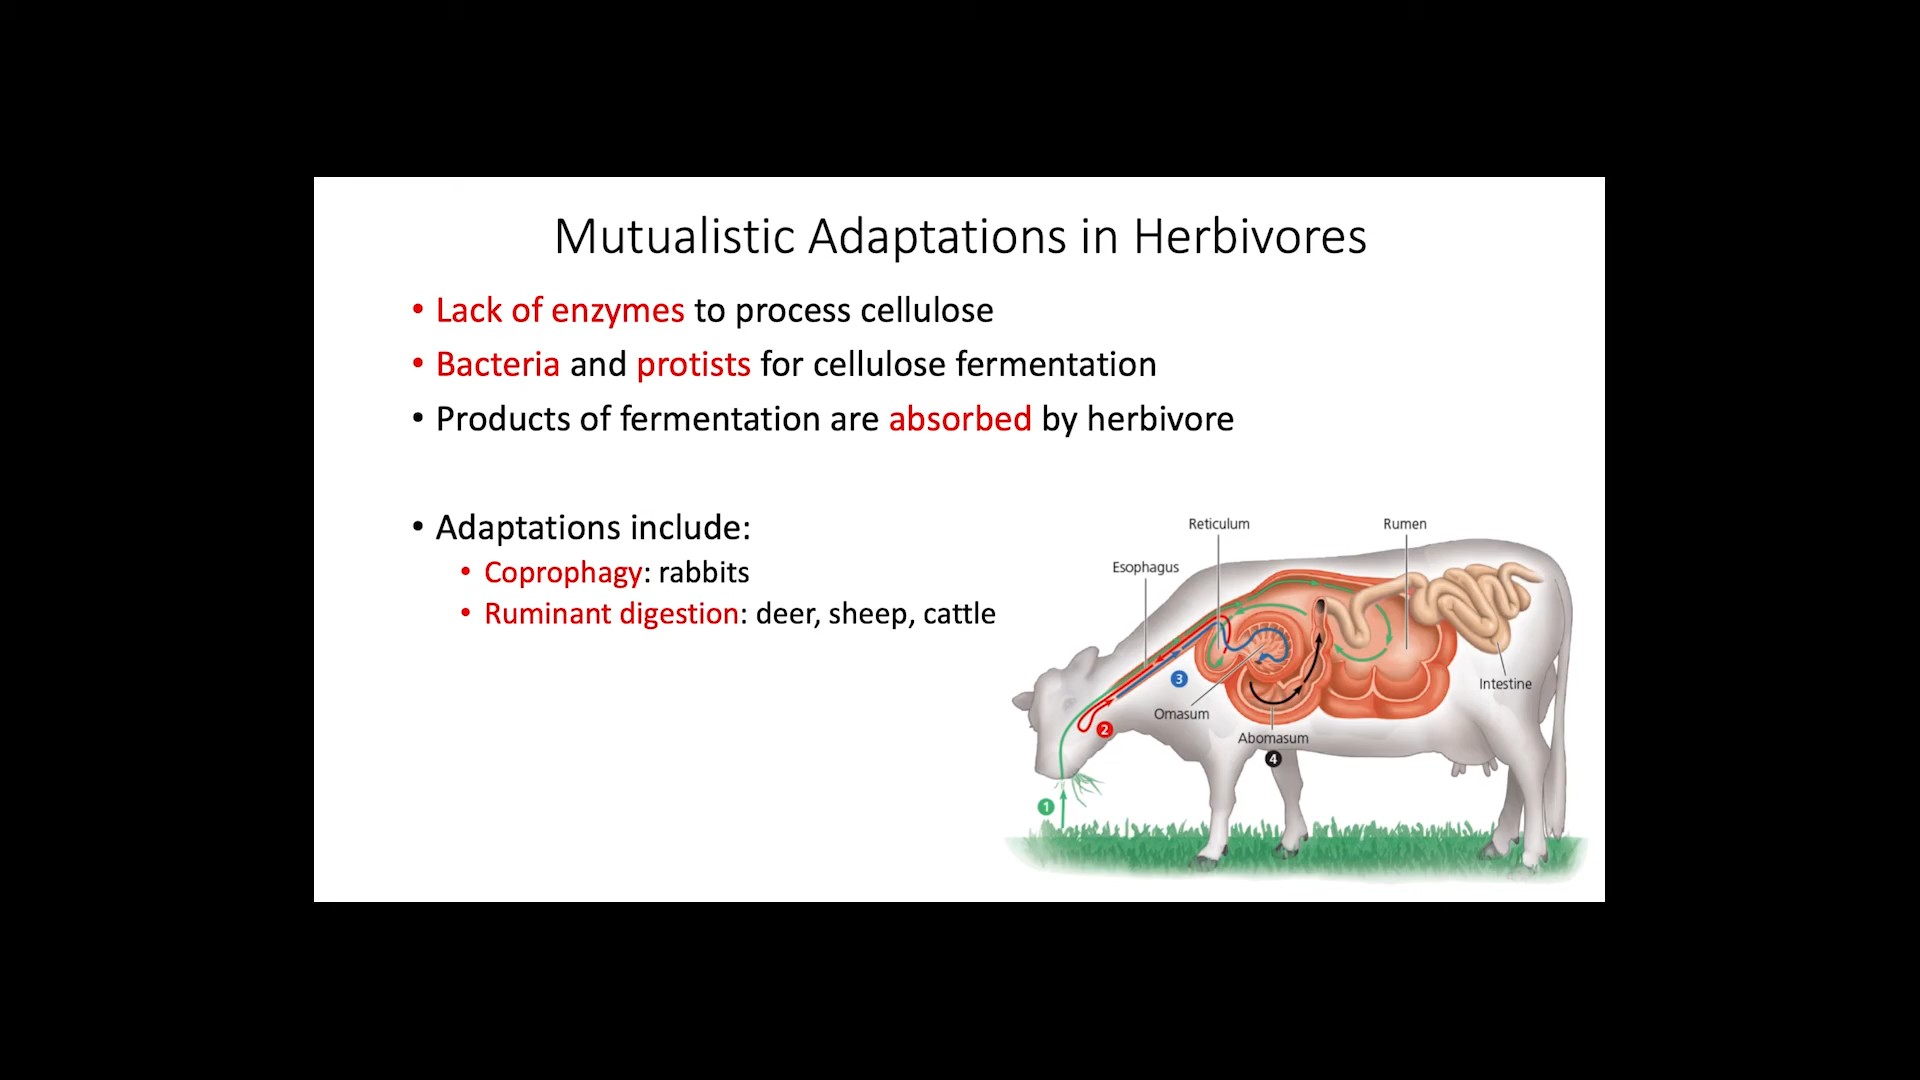 Mutualistic Adaptations in Herbivores
• Lack of enzymes to process cellulose
• Bacteria and protists for cellulose fermentation
• Products of fermentation are absorbed by herbivore
• Adaptations include:
• Coprophagy: rabbits
• Ruminant digestion: deer, sheep, cattle
Reticulum
Rumen
Esophagus
3
Intestine
Omasum
2
Abomasum
4
1